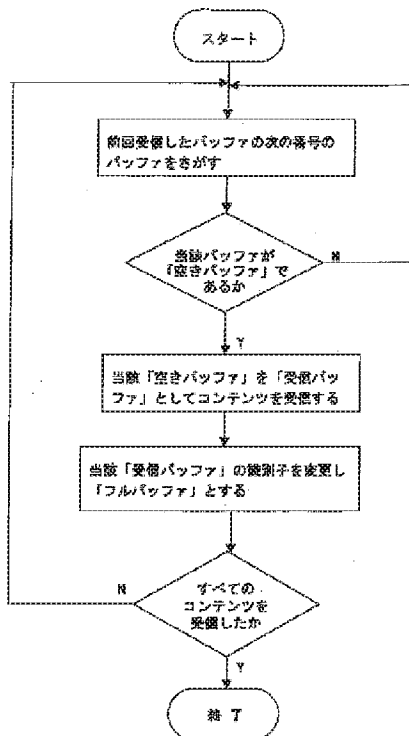 スタート
前回受信したバッファの次の番号の
バッファをさがす
当該バッファが
「空きバッファ」で
あるか
N
Y
当該「空きバッファ」を「受信バッ
ファ」としてコンテンツを受信する
当該「受信バッファ」の識別子を変更し
「フルバッファ」とする
すべての
コンテンツを
受信したか
N
Y
終 了